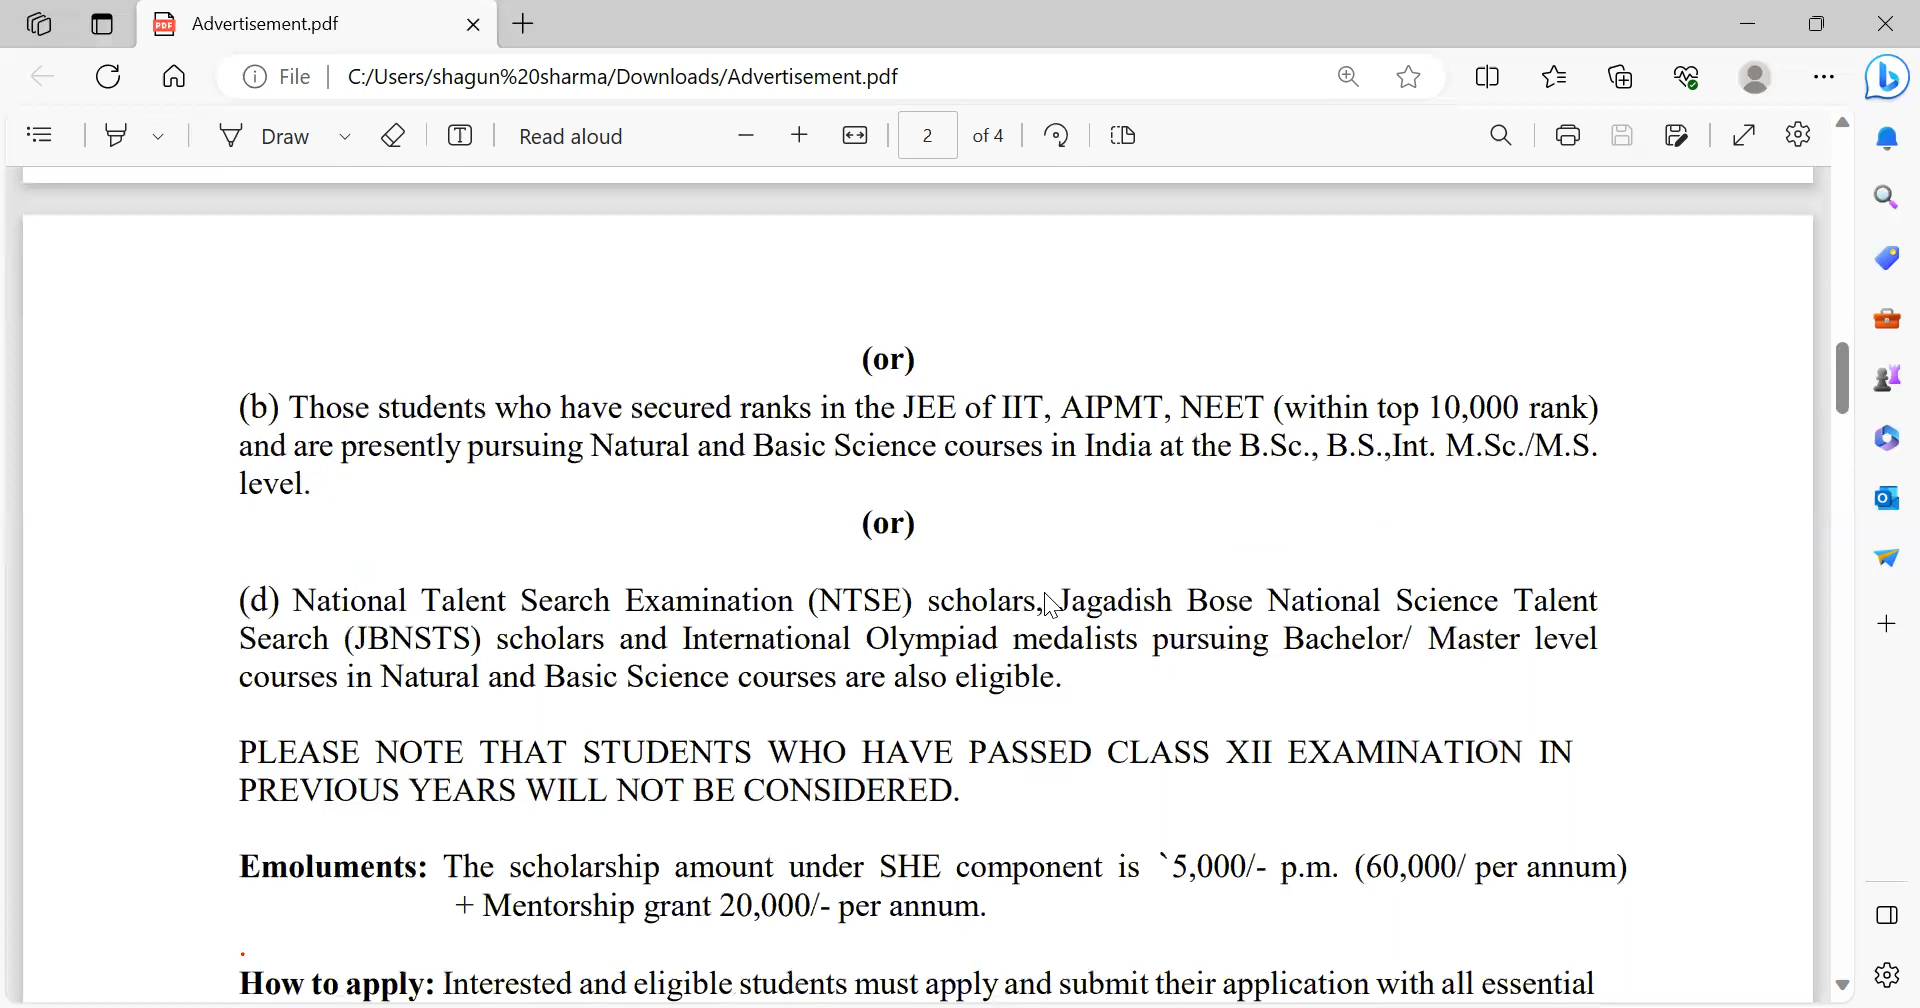 Advertisement.pdf
File
C:/Users/shagun%20sharma/Downloads/Advertisement.pdf
Draw
Read aloud
2 of 4
(or)
(b) Those students who have secured ranks in the JEE of IIT, AIPMT, NEET (within top 10,000 rank)
and are presently pursuing Natural and Basic Science courses in India at the B.Sc., B.S.,Int. M.Sc./M.S.
level.
(or)
(d) National Talent Search Examination (NTSE) scholars, Jagadish Bose National Science Talent
Search (JBNSTS) scholars and International Olympiad medalists pursuing Bachelor/ Master level
courses in Natural and Basic Science courses are also eligible.
PLEASE NOTE THAT STUDENTS WHO HAVE PASSED CLASS XII EXAMINATION IN
PREVIOUS YEARS WILL NOT BE CONSIDERED.
Emoluments: The scholarship amount under SHE component is `5,000/- p.m. (60,000/ per annum)
+ Mentorship grant 20,000/- per annum.
.
How to apply: Interested and eligible students must apply and submit their application with all essential